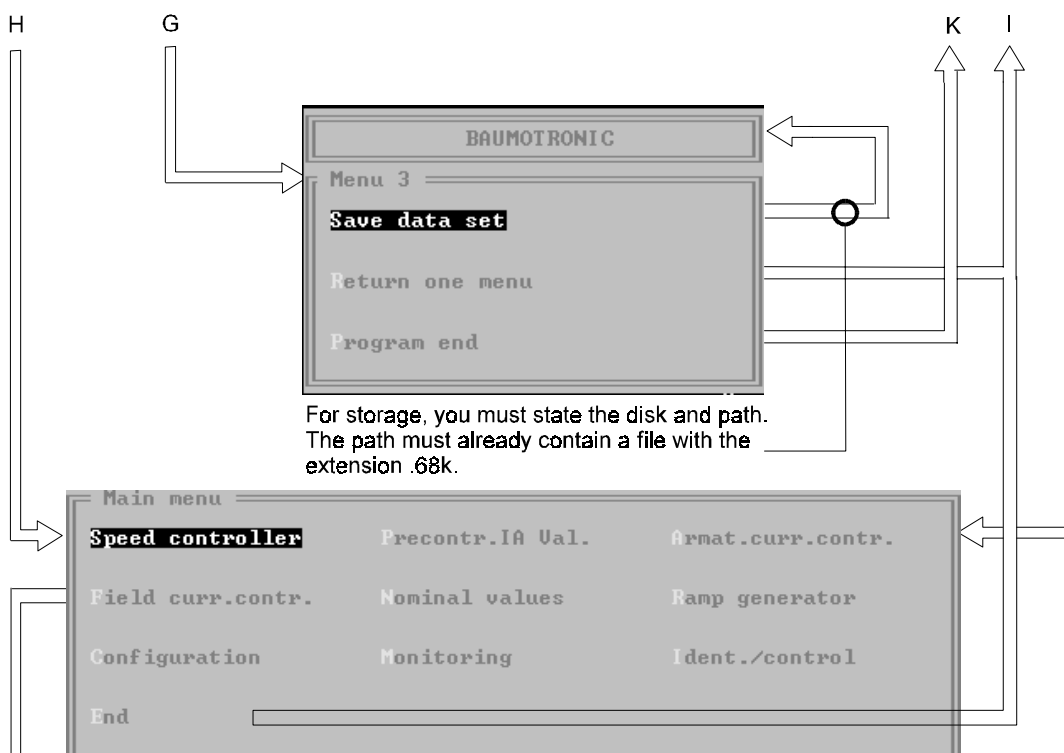 H G K I
BAUMOTRONIC
Menu 3
Save data set
Return one menu
Program end
For storage, you must state the disk and path.
The path must already contain a file with the
extension .68k.
Main menu
Speed controller Precontr.IA Val. Armat.curr.contr.
Field curr.contr. Nominal values Ramp generator
Configuration Monitoring Ident./control
End